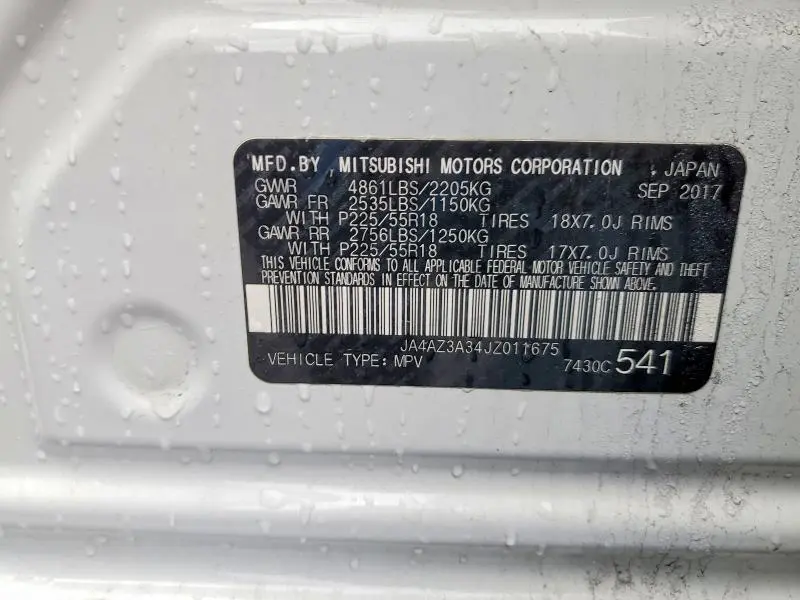 MFD.BY MITSUBISHI MOTORS CORPORATION JAPAN
GVWR 4861LBS/2205KG SEP 2017
GAWR FR 2535LBS/1150KG
WITH P225/55R18 TIRES 18X7.0J RIMS
GAWR RR 2756LBS/1250KG
WITH P225/55R18 TIRES 17X7.0J RIMS
THIS VEHICLE CONFORMS TO ALL APPLICABLE FEDERAL MOTOR VEHICLE SAFETY AND THEFT
PREVENTION STANDARDS IN EFFECT ON THE DATE OF MANUFACTURE SHOWN ABOVE.
JA4AZ3A34JZ011675
VEHICLE TYPE: MPV 7430C 541